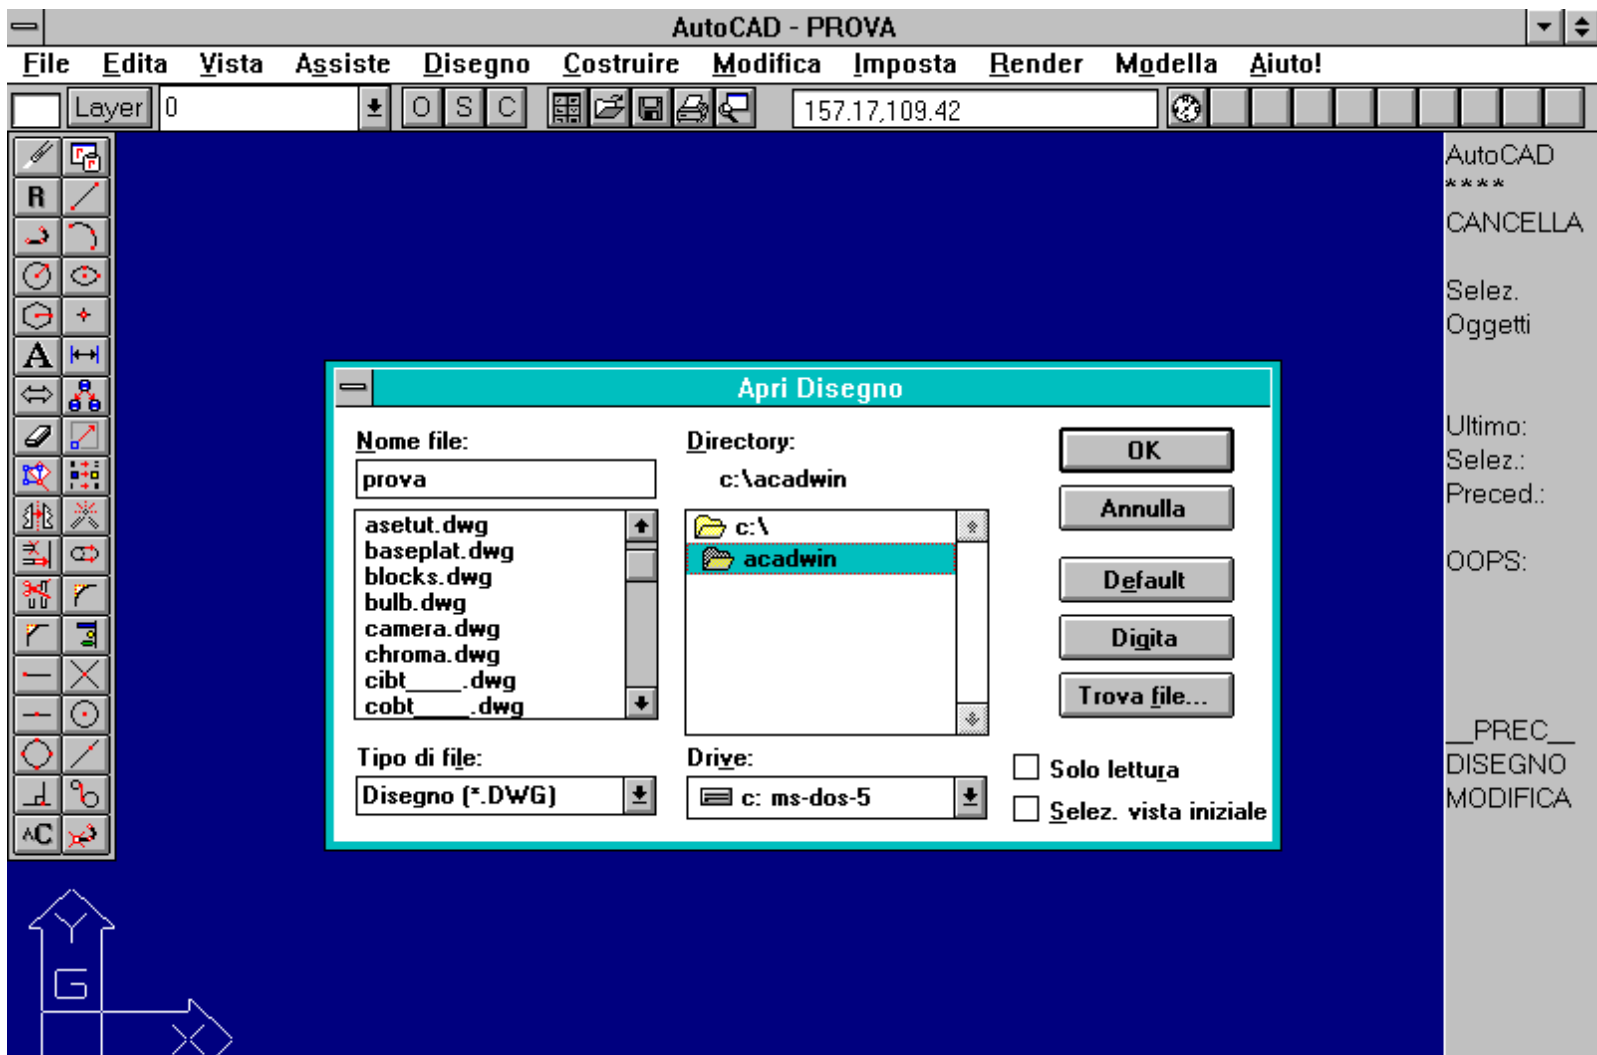 AutoCAD - PROVA
File Edita Vista Assiste Disegno Costruire Modifica Imposta Render Modella Aiuto!
Layer 0 O S C 157.17,109.42
R
A
^C
AutoCAD
****
CANCELLA
Selez.
Oggetti
Ultimo:
Selez.:
Preced.:
OOPS:
__PREC__
DISEGNO
MODIFICA
Apri Disegno
Nome file:
prova
asetut.dwg
baseplat.dwg
blocks.dwg
bulb.dwg
camera.dwg
chroma.dwg
cibt____.dwg
cobt____.dwg
Tipo di file:
Disegno (*.DWG)
Directory:
c:\acadwin
c:\
acadwin
Drive:
c: ms-dos-5
OK
Annulla
Default
Digita
Trova file...
Solo lettura
Selez. vista iniziale
Y
G
X